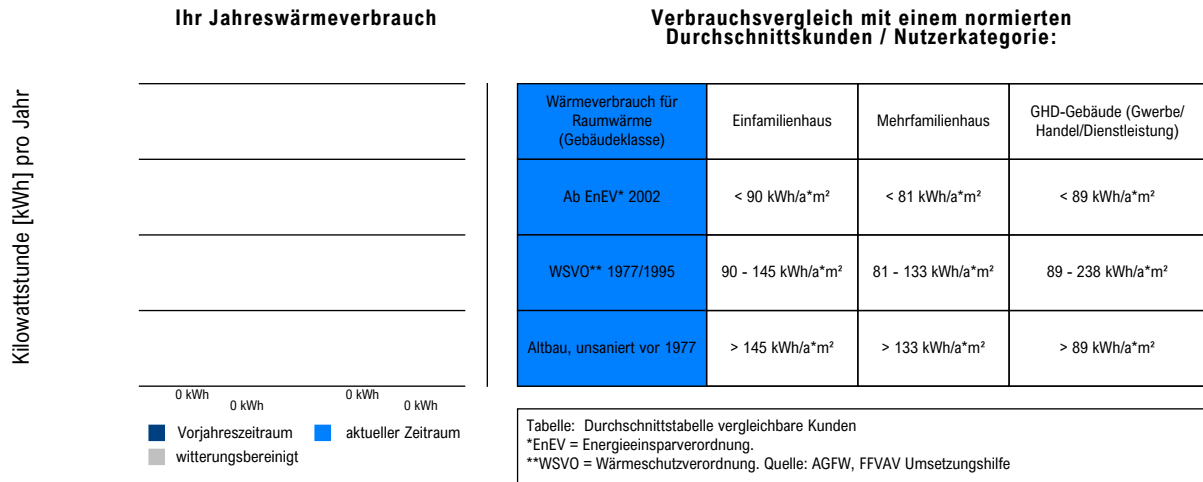 Ihr Jahreswärmeverbrauch
Kilowattstunde [kWh] pro Jahr
0 kWh
0 kWh
0 kWh
0 kWh
Vorjahreszeitraum
aktueller Zeitraum
witterungsbereinigt
Verbrauchsvergleich mit einem normierten
Durchschnittskunden / Nutzerkategorie:
Wärmeverbrauch für
Raumwärme
(Gebäudeklasse)
Einfamilienhaus
Mehrfamilienhaus
GHD-Gebäude (Gwerbe/
Handel/Dienstleistung)
Ab EnEV* 2002
< 90 kWh/a*m²
< 81 kWh/a*m²
< 89 kWh/a*m²
WSVO** 1977/1995
90 - 145 kWh/a*m²
81 - 133 kWh/a*m²
89 - 238 kWh/a*m²
Altbau, unsaniert vor 1977
> 145 kWh/a*m²
> 133 kWh/a*m²
> 89 kWh/a*m²
Tabelle: Durchschnittstabelle vergleichbare Kunden
*EnEV = Energieeinsparverordnung.
**WSVO = Wärmeschutzverordnung. Quelle: AGFW, FFVAV Umsetzungshilfe